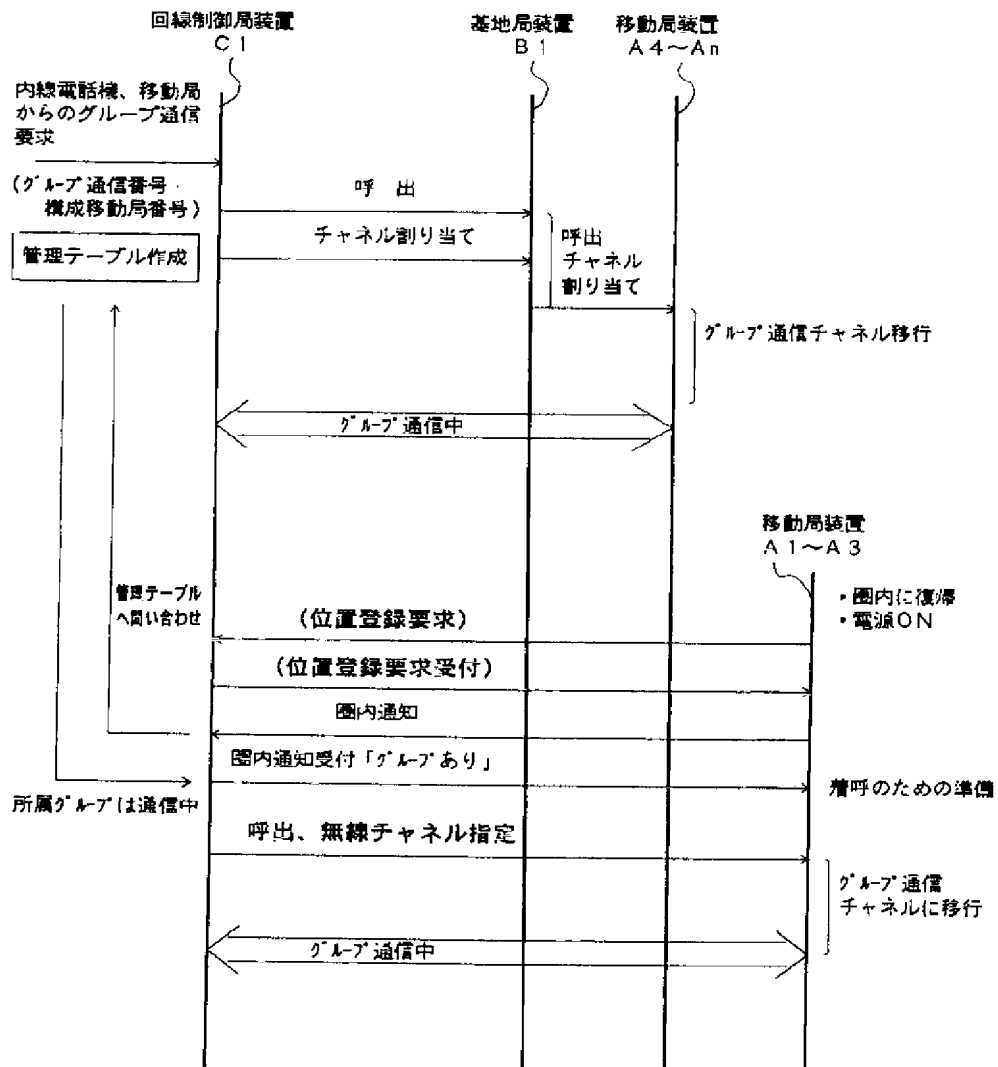 回線制御局装置
C1
基地局装置
B1
移動局装置
A4～An
内線電話機、移動局
からのグループ通信
要求
(グループ通信番号・
構成移動局番号)
管理テーブル作成
呼 出
チャネル割り当て
呼出
チャネル
割り当て
グループ通信チャネル移行
グループ通信中
移動局装置
A1～A3
・圏内に復帰
・電源ON
管理テーブル
へ問い合わせ
(位置登録要求)
(位置登録要求受付)
圏内通知
圏内通知受付「グループあり」
所属グループは通信中
着呼のための準備
呼出、無線チャネル指定
グループ通信
チャネルに移行
グループ通信中